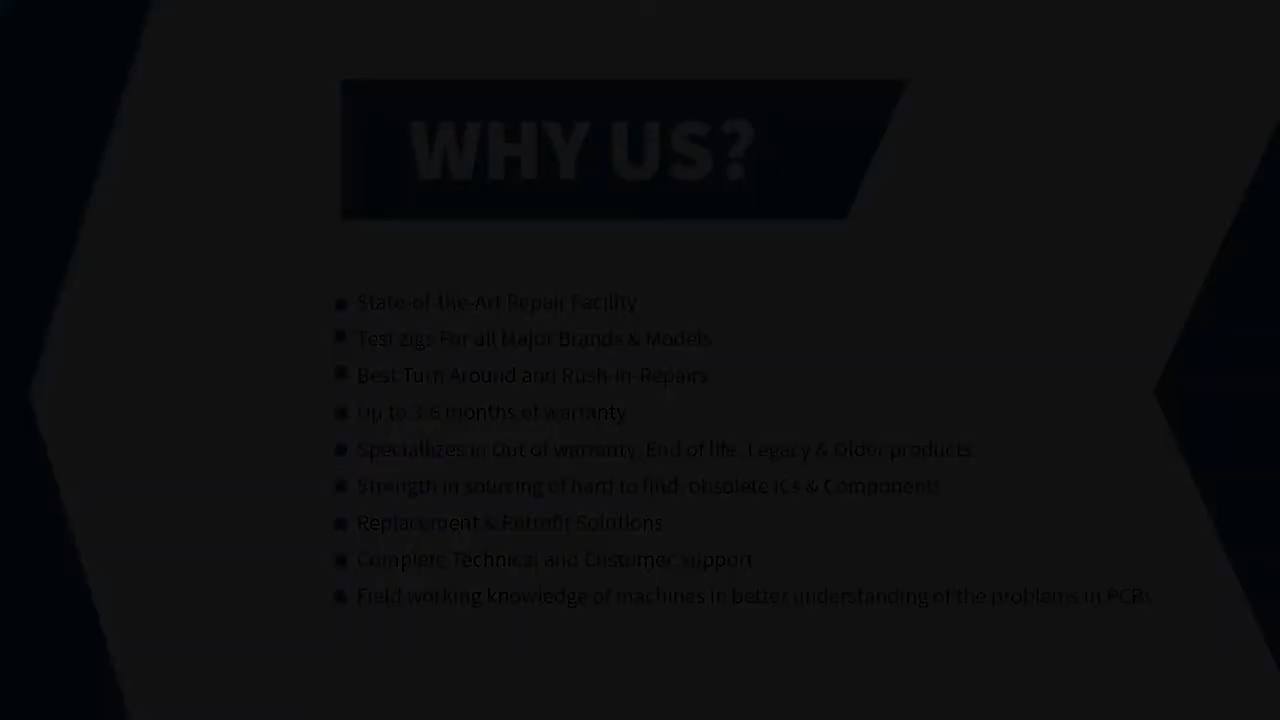 WHY US?
State-of-the-Art Repair Facility
Test zigs For all Major Brands & Models
Best Turn Around and Rush-in-Repairs
Up to 3-6 months of warranty
Speciallizes in Out of warranty, End of life, Legacy & Older products
Strength in sourcing of hard to find, obsolete ICs & Components
Replacement & Retrofit Solutions
Complete Technical and Customer support
Field working knowledge of machines in better understanding of the problems in PCBs